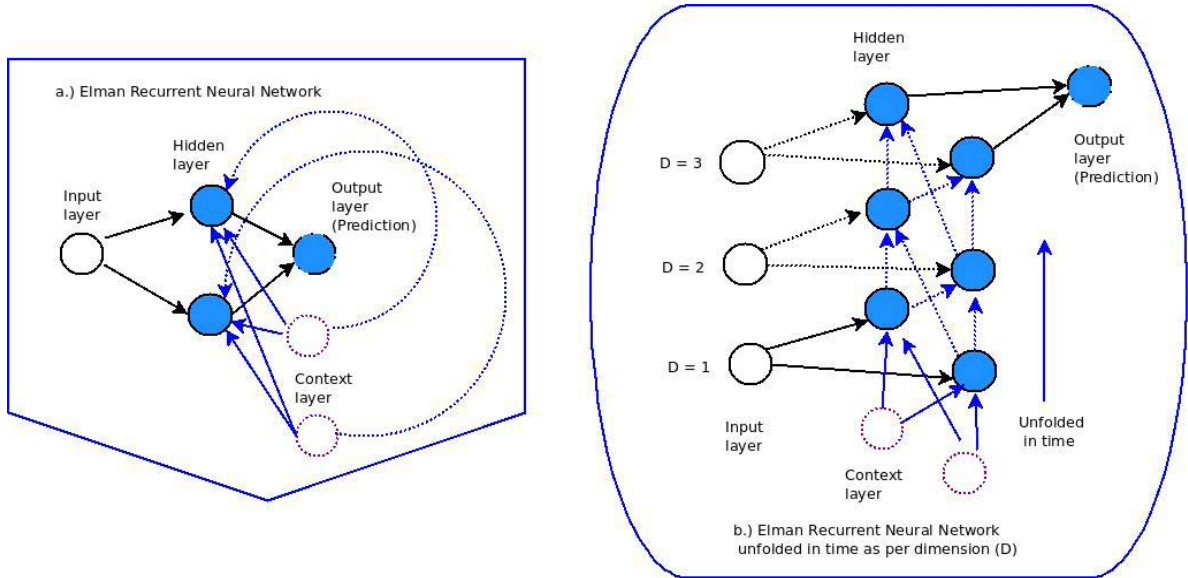 a.) Elman Recurrent Neural Network
Hidden
layer
Input
layer
Output
layer
(Prediction)
Context
layer
Hidden
layer
D = 3
Output
layer
(Prediction)
D = 2
D = 1
Input
layer
Unfolded
in time
Context
layer
b.) Elman Recurrent Neural Network
unfolded in time as per dimension (D)